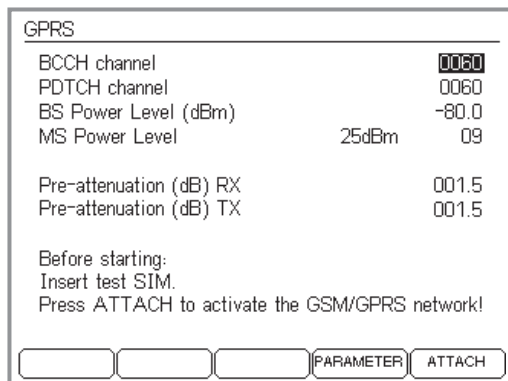 GPRS
BCCH channel 0060
PDTCH channel 0060
BS Power Level (dBm) -80.0
MS Power Level 25dBm 09
Pre-attenuation (dB) RX 001.5
Pre-attenuation (dB) TX 001.5
Before starting:
Insert test SIM.
Press ATTACH to activate the GSM/GPRS network!
PARAMETER ATTACH